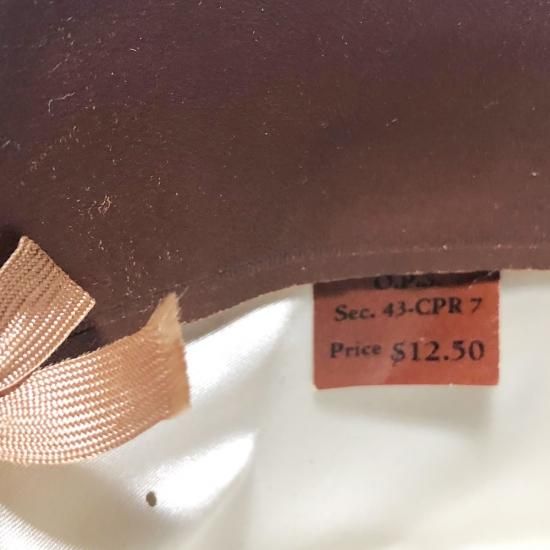 O.P.S.
Sec. 43-CPR 7
Price $12.50